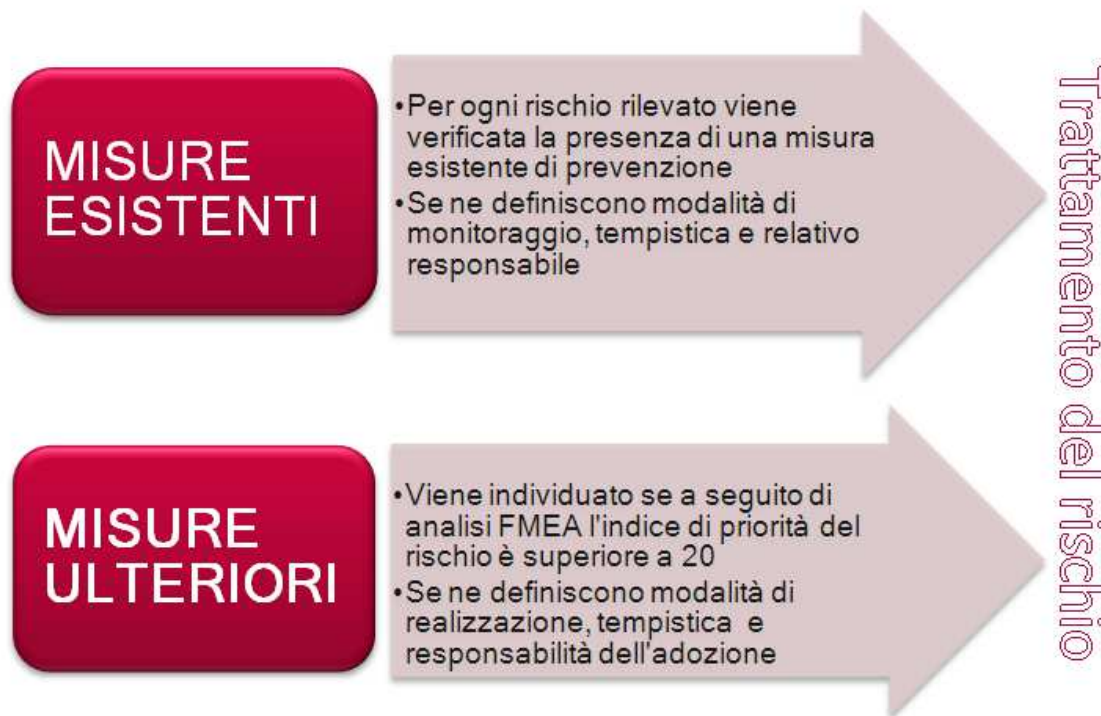 MISURE
ESISTENTI
•Per ogni rischio rilevato viene
verificata la presenza di una misura
esistente di prevenzione
•Se ne definiscono modalità di
monitoraggio, tempistica e relativo
responsabile
MISURE
ULTERIORI
•Viene individuato se a seguito di
analisi FMEA l'indice di priorità del
rischio è superiore a 20
•Se ne definiscono modalità di
realizzazione, tempistica e
responsabilità dell'adozione
Tratttamento del rischio